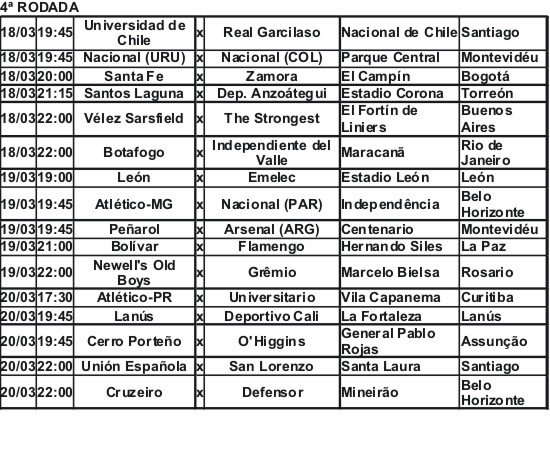 4ª RODADA
18/03 19:45 Universidad de Chile x Real Garcilaso Nacional de Chile Santiago
18/03 19:45 Nacional (URU) x Nacional (COL) Parque Central Montevidéu
18/03 20:00 Santa Fe x Zamora El Campín Bogotá
18/03 21:15 Santos Laguna x Dep. Anzoátegui Estadio Corona Torreón
18/03 22:00 Vélez Sarsfield x The Strongest El Fortín de Liniers Buenos Aires
18/03 22:00 Botafogo x Independiente del Valle Maracanã Rio de Janeiro
19/03 19:00 León x Emelec Estadio León León
19/03 19:45 Atlético-MG x Nacional (PAR) Independência Belo Horizonte
19/03 19:45 Peñarol x Arsenal (ARG) Centenario Montevidéu
19/03 21:00 Bolívar x Flamengo Hernando Siles La Paz
19/03 22:00 Newell's Old Boys x Grêmio Marcelo Bielsa Rosario
20/03 17:30 Atlético-PR x Universitario Vila Capanema Curitiba
20/03 19:45 Lanús x Deportivo Cali La Fortaleza Lanús
20/03 19:45 Cerro Porteño x O'Higgins General Pablo Rojas Assunção
20/03 22:00 Unión Española x San Lorenzo Santa Laura Santiago
20/03 22:00 Cruzeiro x Defensor Mineirão Belo Horizonte